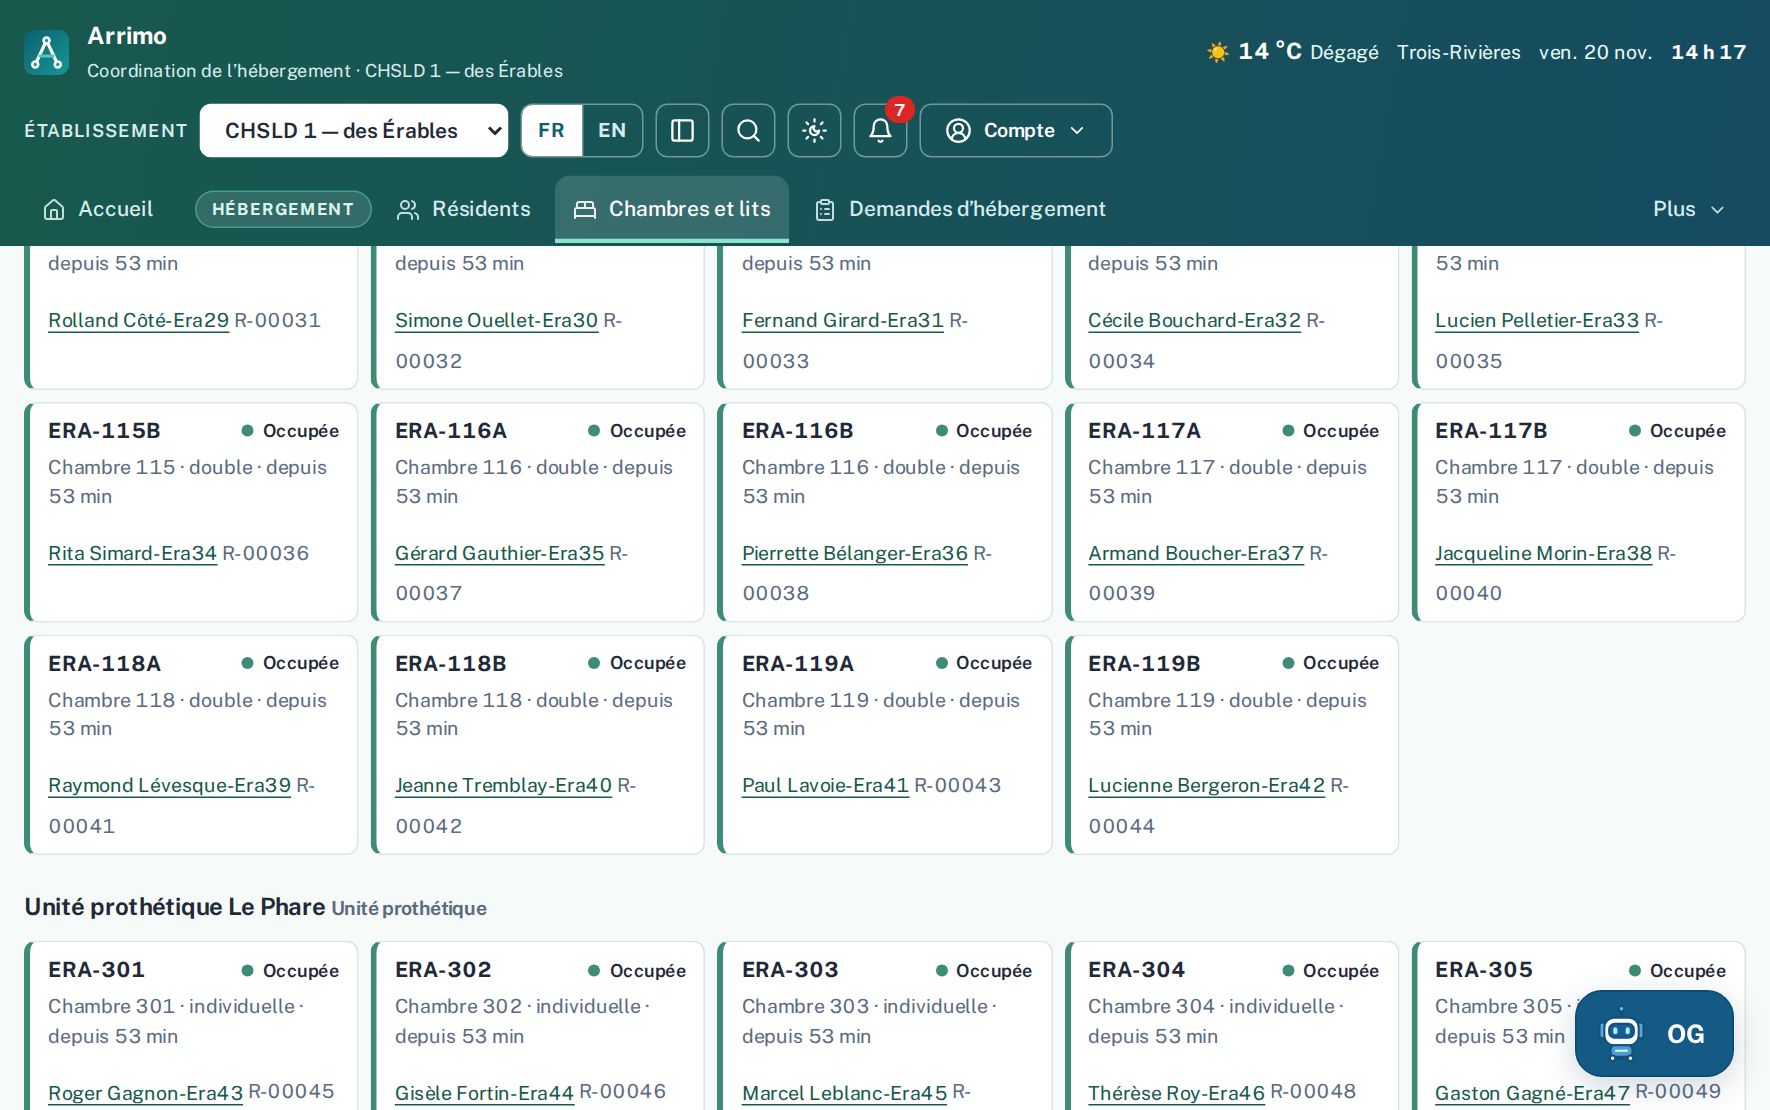 Arrimo
Coordination de l'hébergement · CHSLD 1 — des Érables
☀️ 14 °C Dégagé Trois-Rivières ven. 20 nov. 14 h 17
ÉTABLISSEMENT CHSLD 1 — des Érables FR EN 7 Compte
Accueil HÉBERGEMENT Résidents Chambres et lits Demandes d'hébergement Plus
depuis 53 min depuis 53 min depuis 53 min depuis 53 min 53 min
Rolland Côté-Era29 R-00031 Simone Ouellet-Era30 R- Fernand Girard-Era31 R- Cécile Bouchard-Era32 R- Lucien Pelletier-Era33 R-
00032 00033 00034 00035
ERA-115B Occupée ERA-116A Occupée ERA-116B Occupée ERA-117A Occupée ERA-117B Occupée
Chambre 115 · double · depuis Chambre 116 · double · depuis Chambre 116 · double · depuis Chambre 117 · double · depuis Chambre 117 · double · depuis
53 min 53 min 53 min 53 min 53 min
Rita Simard-Era34 R-00036 Gérard Gauthier-Era35 R- Pierrette Bélanger-Era36 R- Armand Boucher-Era37 R- Jacqueline Morin-Era38 R-
00037 00038 00039 00040
ERA-118A Occupée ERA-118B Occupée ERA-119A Occupée ERA-119B Occupée
Chambre 118 · double · depuis Chambre 118 · double · depuis Chambre 119 · double · depuis Chambre 119 · double · depuis
53 min 53 min 53 min 53 min
Raymond Lévesque-Era39 R- Jeanne Tremblay-Era40 R- Paul Lavoie-Era41 R-00043 Lucienne Bergeron-Era42 R-
00041 00042 00044
Unité prothétique Le Phare Unité prothétique
ERA-301 Occupée ERA-302 Occupée ERA-303 Occupée ERA-304 Occupée ERA-305 Occupée
Chambre 301 · individuelle · Chambre 302 · individuelle · Chambre 303 · individuelle · Chambre 304 · individuelle · Chambre 305 ·
depuis 53 min depuis 53 min depuis 53 min depuis 53 min depuis 53 min OG
Roger Gagnon-Era43 R-00045 Gisèle Fortin-Era44 R-00046 Marcel Leblanc-Era45 R- Thérèse Roy-Era46 R-00048 Gaston Gagné-Era47 R-00049